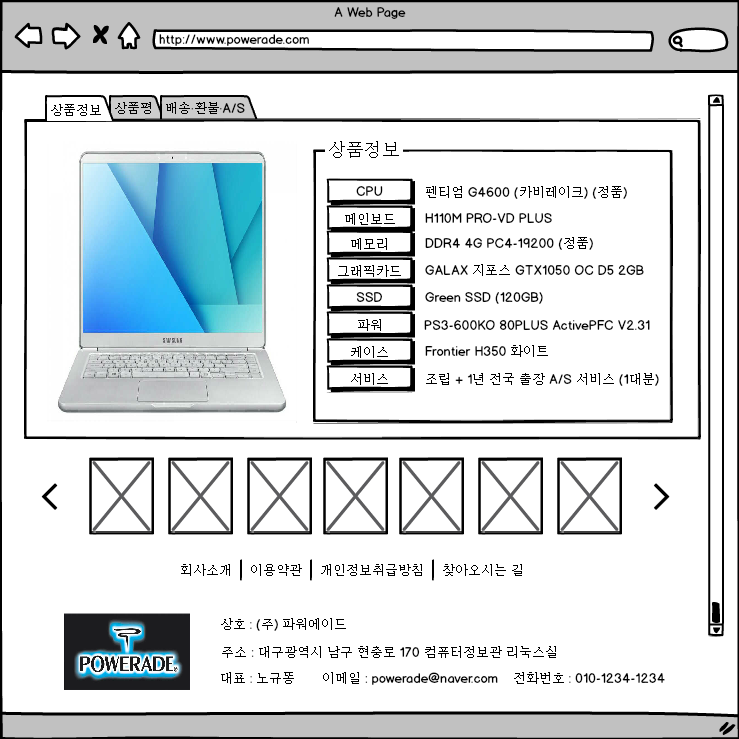 A Web Page
http://www.powerade.com
상품정보 상품평 배송·환불·A/S
상품정보
CPU 펜티엄 G4600 (카비레이크) (정품)
메인보드 H110M PRO-VD PLUS
메모리 DDR4 4G PC4-19200 (정품)
그래픽카드 GALAX 지포스 GTX1050 OC D5 2GB
SSD Green SSD (120GB)
파워 PS3-600KO 80PLUS ActivePFC V2.31
케이스 Frontier H350 화이트
서비스 조립 + 1년 전국 출장 A/S 서비스 (1대분)
SAMSUNG
회사소개 이용약관 개인정보취급방침 찾아오시는 길
POWERADE
상호 : (주) 파워에이드
주소 : 대구광역시 남구 현충로 170 컴퓨터정보관 리눅스실
대표 : 노규똥 이메일 : powerade@naver.com 전화번호 : 010-1234-1234